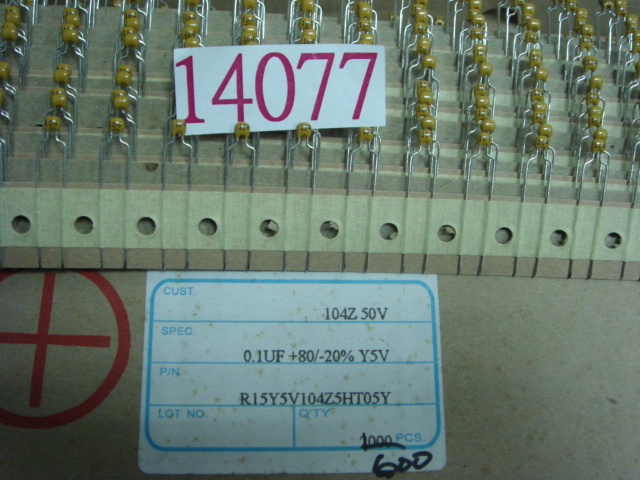 14077
CUST.
104Z 50V
SPEC.
0.1UF +80/-20% Y5V
P/N
R15Y5V104Z5HT05Y
LOT NO.
Q'TY
1000 PCS.
600